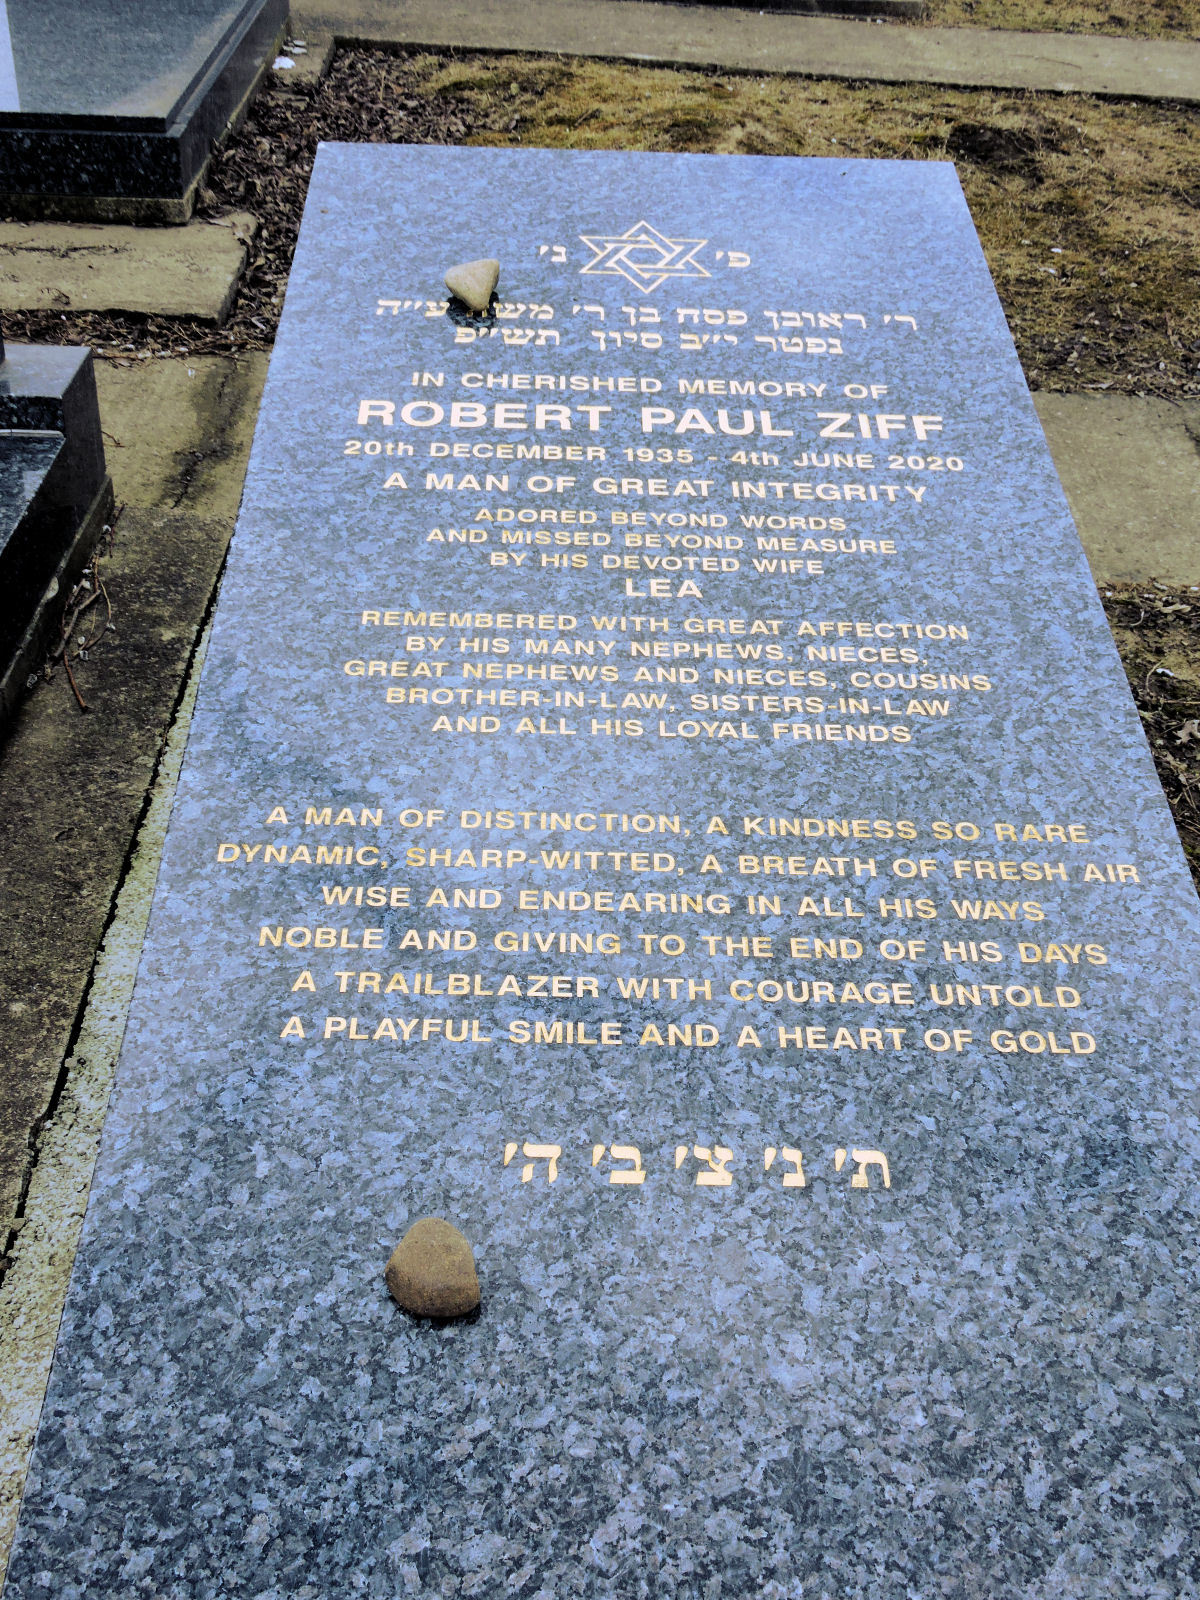 פ׳ נ׳
ר׳ ראובן פסח בן ר׳ משה ע״ה
נפטר י״ב סיון תש״פ
IN CHERISHED MEMORY OF
ROBERT PAUL ZIFF
20th DECEMBER 1935 - 4th JUNE 2020
A MAN OF GREAT INTEGRITY
ADORED BEYOND WORDS
AND MISSED BEYOND MEASURE
BY HIS DEVOTED WIFE
LEA
REMEMBERED WITH GREAT AFFECTION
BY HIS MANY NEPHEWS, NIECES,
GREAT NEPHEWS AND NIECES, COUSINS
BROTHER-IN-LAW, SISTERS-IN-LAW
AND ALL HIS LOYAL FRIENDS
A MAN OF DISTINCTION, A KINDNESS SO RARE
DYNAMIC, SHARP-WITTED, A BREATH OF FRESH AIR
WISE AND ENDEARING IN ALL HIS WAYS
NOBLE AND GIVING TO THE END OF HIS DAYS
A TRAILBLAZER WITH COURAGE UNTOLD
A PLAYFUL SMILE AND A HEART OF GOLD
ת׳ נ׳ צ׳ ב׳ ה׳